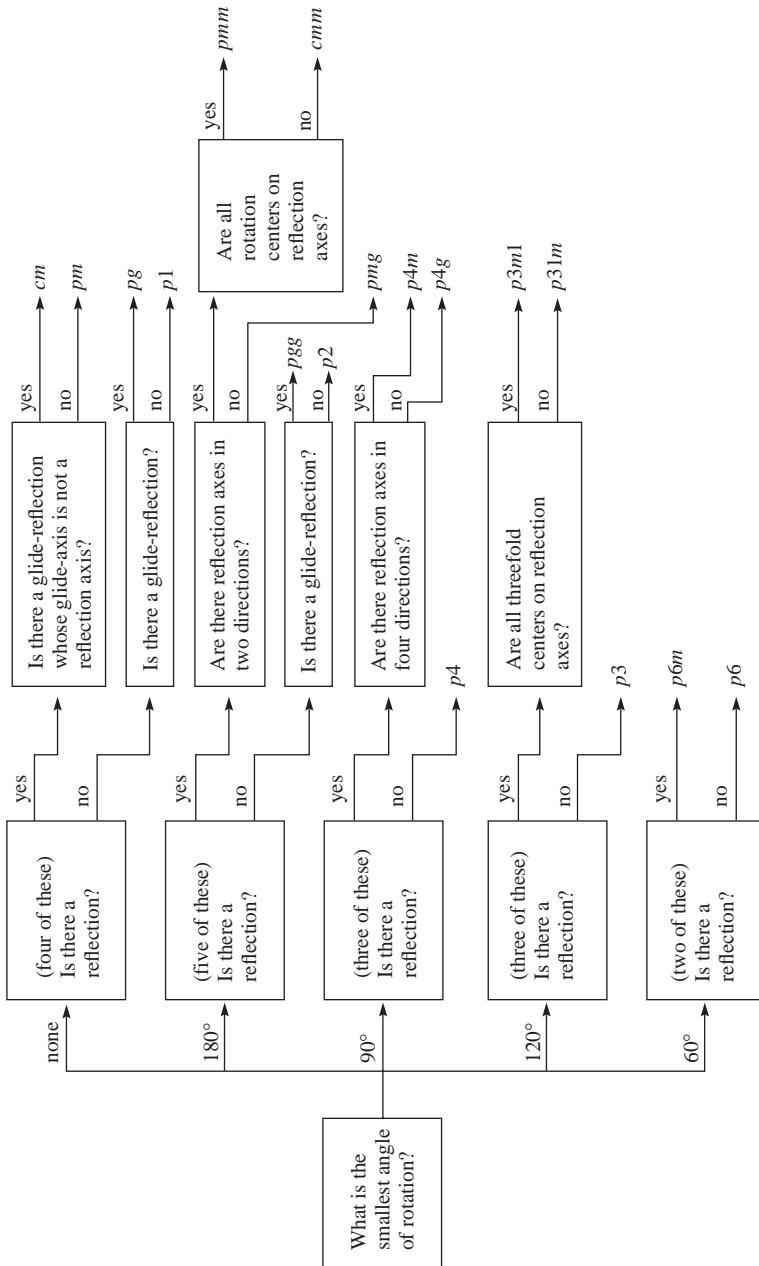 What is the
smallest angle
of rotation?
none
(four of these)
Is there a
reflection?
yes
no
Is there a glide-reflection
whose glide-axis is not a
reflection axis?
yes
cm
no
pm
Is there a glide-reflection?
yes
pg
no
p1
180°
(five of these)
Is there a
reflection?
yes
no
Are there reflection axes in
two directions?
yes
no
Are all
rotation
centers on
reflection
axes?
yes
pmm
no
cmm
pmg
Is there a glide-reflection?
yes
pgg
no
p2
90°
(three of these)
Is there a
reflection?
yes
no
Are there reflection axes in
four directions?
yes
p4m
no
p4g
p4
120°
(three of these)
Is there a
reflection?
yes
no
Are all threefold
centers on reflection
axes?
yes
p3m1
no
p31m
p3
60°
(two of these)
Is there a
reflection?
yes
p6m
no
p6